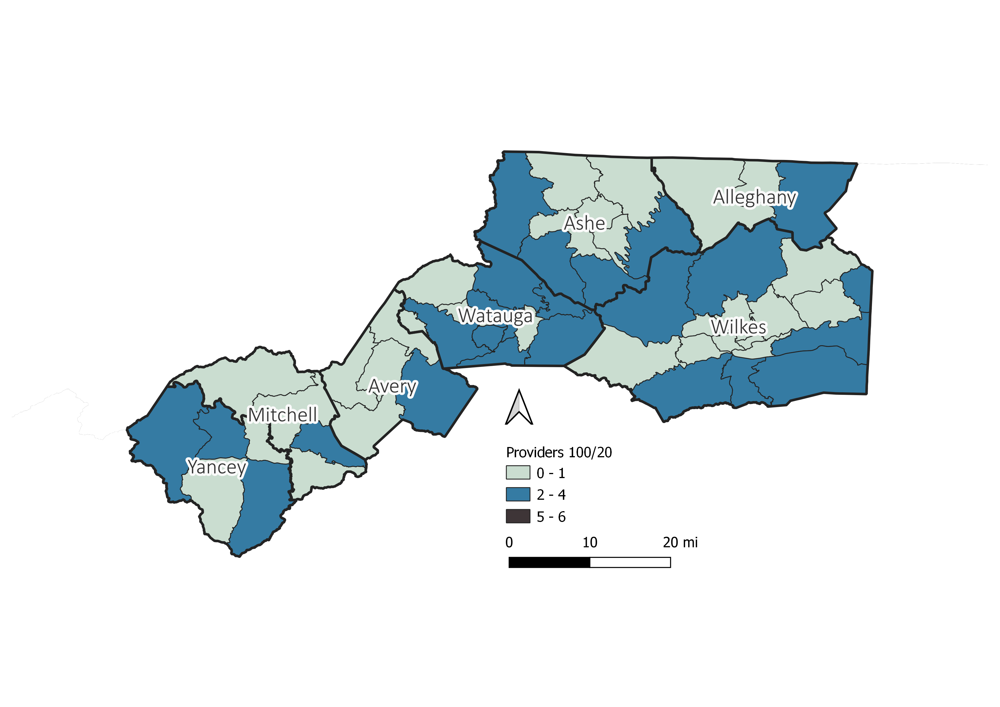 Alleghany
Ashe
Watauga
Wilkes
Avery
Mitchell
Yancey
Providers 100/20
0 - 1
2 - 4
5 - 6
0 10 20 mi